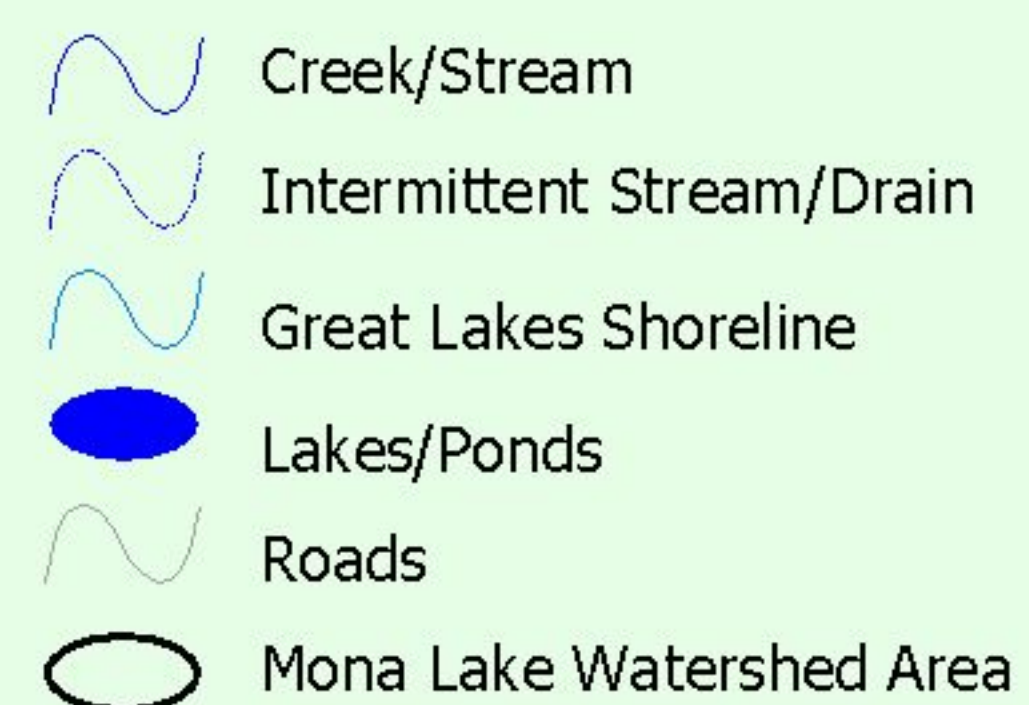 Creek/Stream
Intermittent Stream/Drain
Great Lakes Shoreline
Lakes/Ponds
Roads
Mona Lake Watershed Area